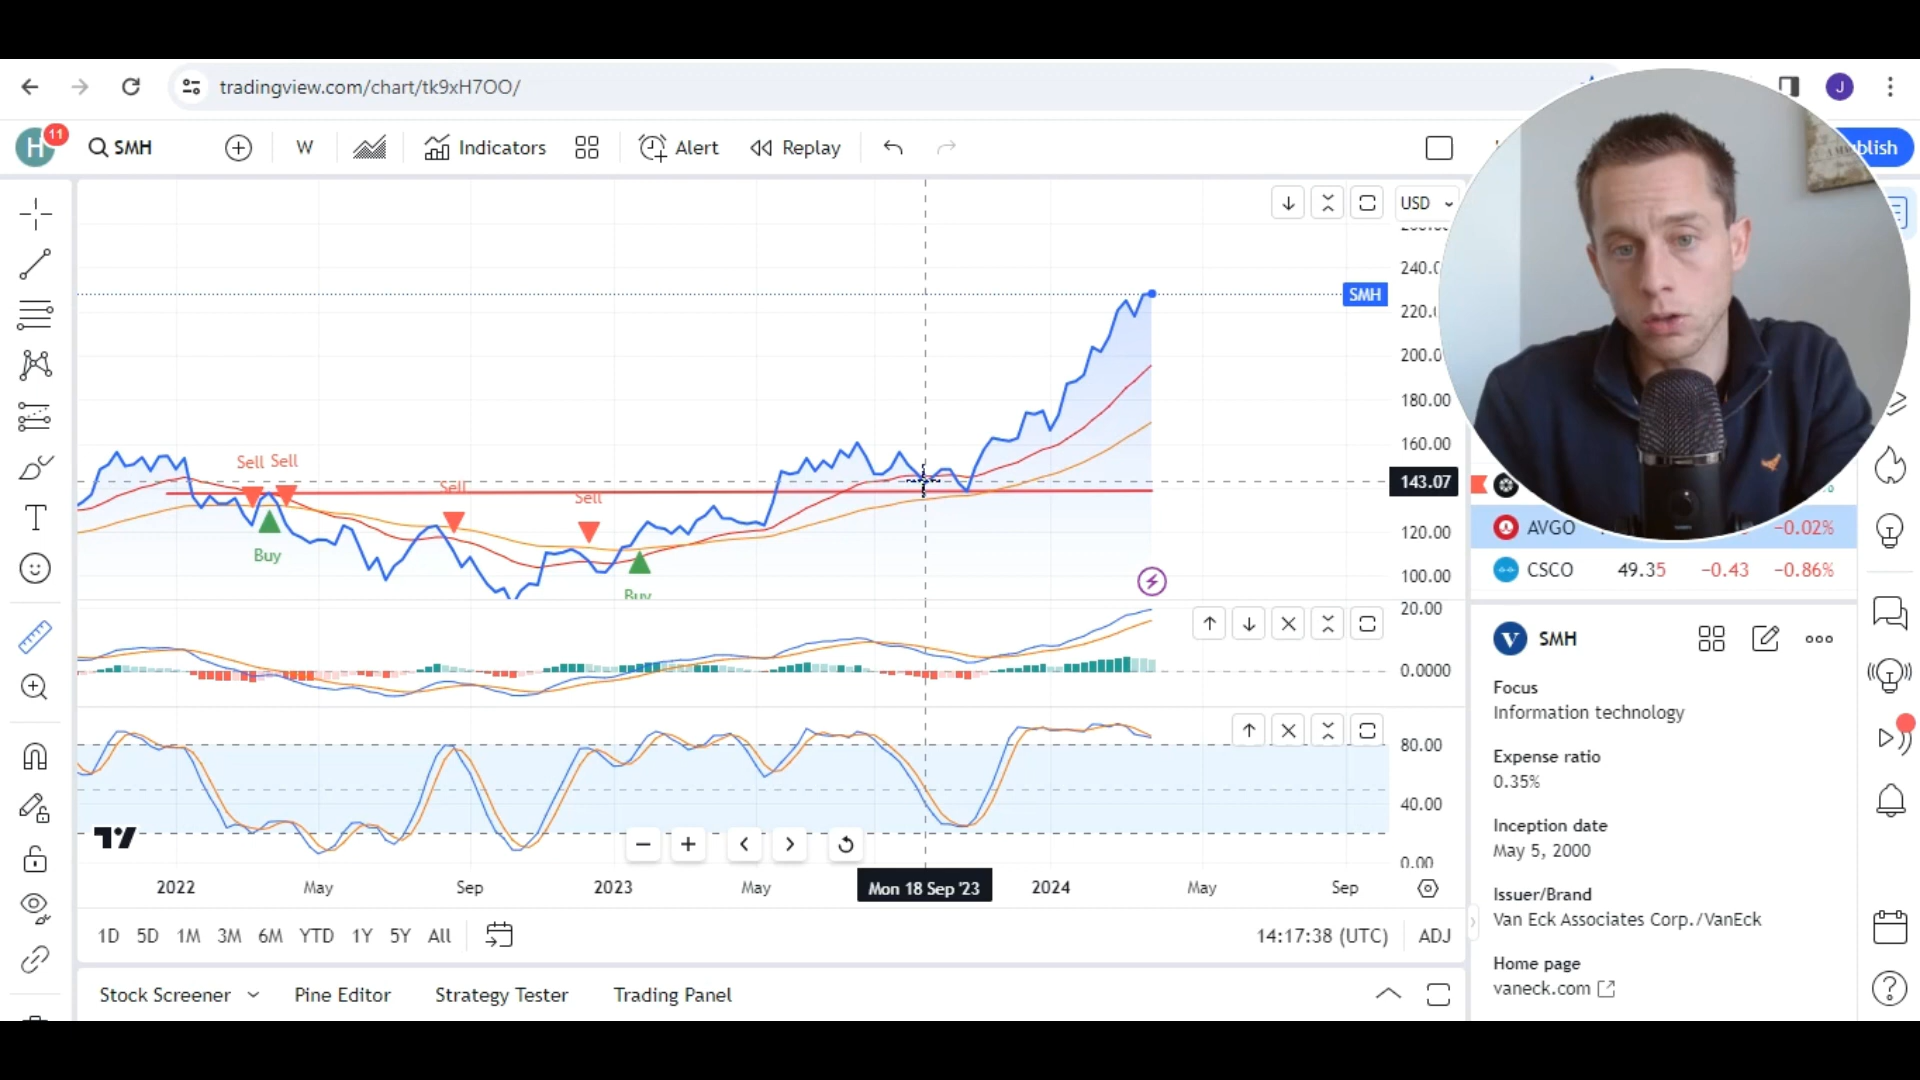 tradingview.com/chart/tk9xH7OO/
J
H
11
SMH
W
Indicators
Alert
Replay
USD
240.0
SMH
220.0
200.0
180.00
Sell Sell
160.00
Sell
143.07
Sell
120.00
AVGO
−0.02%
Buy
CSCO
49.35
−0.43
−0.86%
100.00
Buy
20.00
SMH
0.0000
Focus
Information technology
80.00
Expense ratio
0.35%
40.00
Inception date
May 5, 2000
0.00
2022
May
Sep
2023
May
Mon 18 Sep '23
2024
May
Sep
Issuer/Brand
Van Eck Associates Corp./VanEck
1D
5D
1M
3M
6M
YTD
1Y
5Y
All
14:17:38 (UTC)
ADJ
Home page
vaneck.com
Stock Screener
Pine Editor
Strategy Tester
Trading Panel